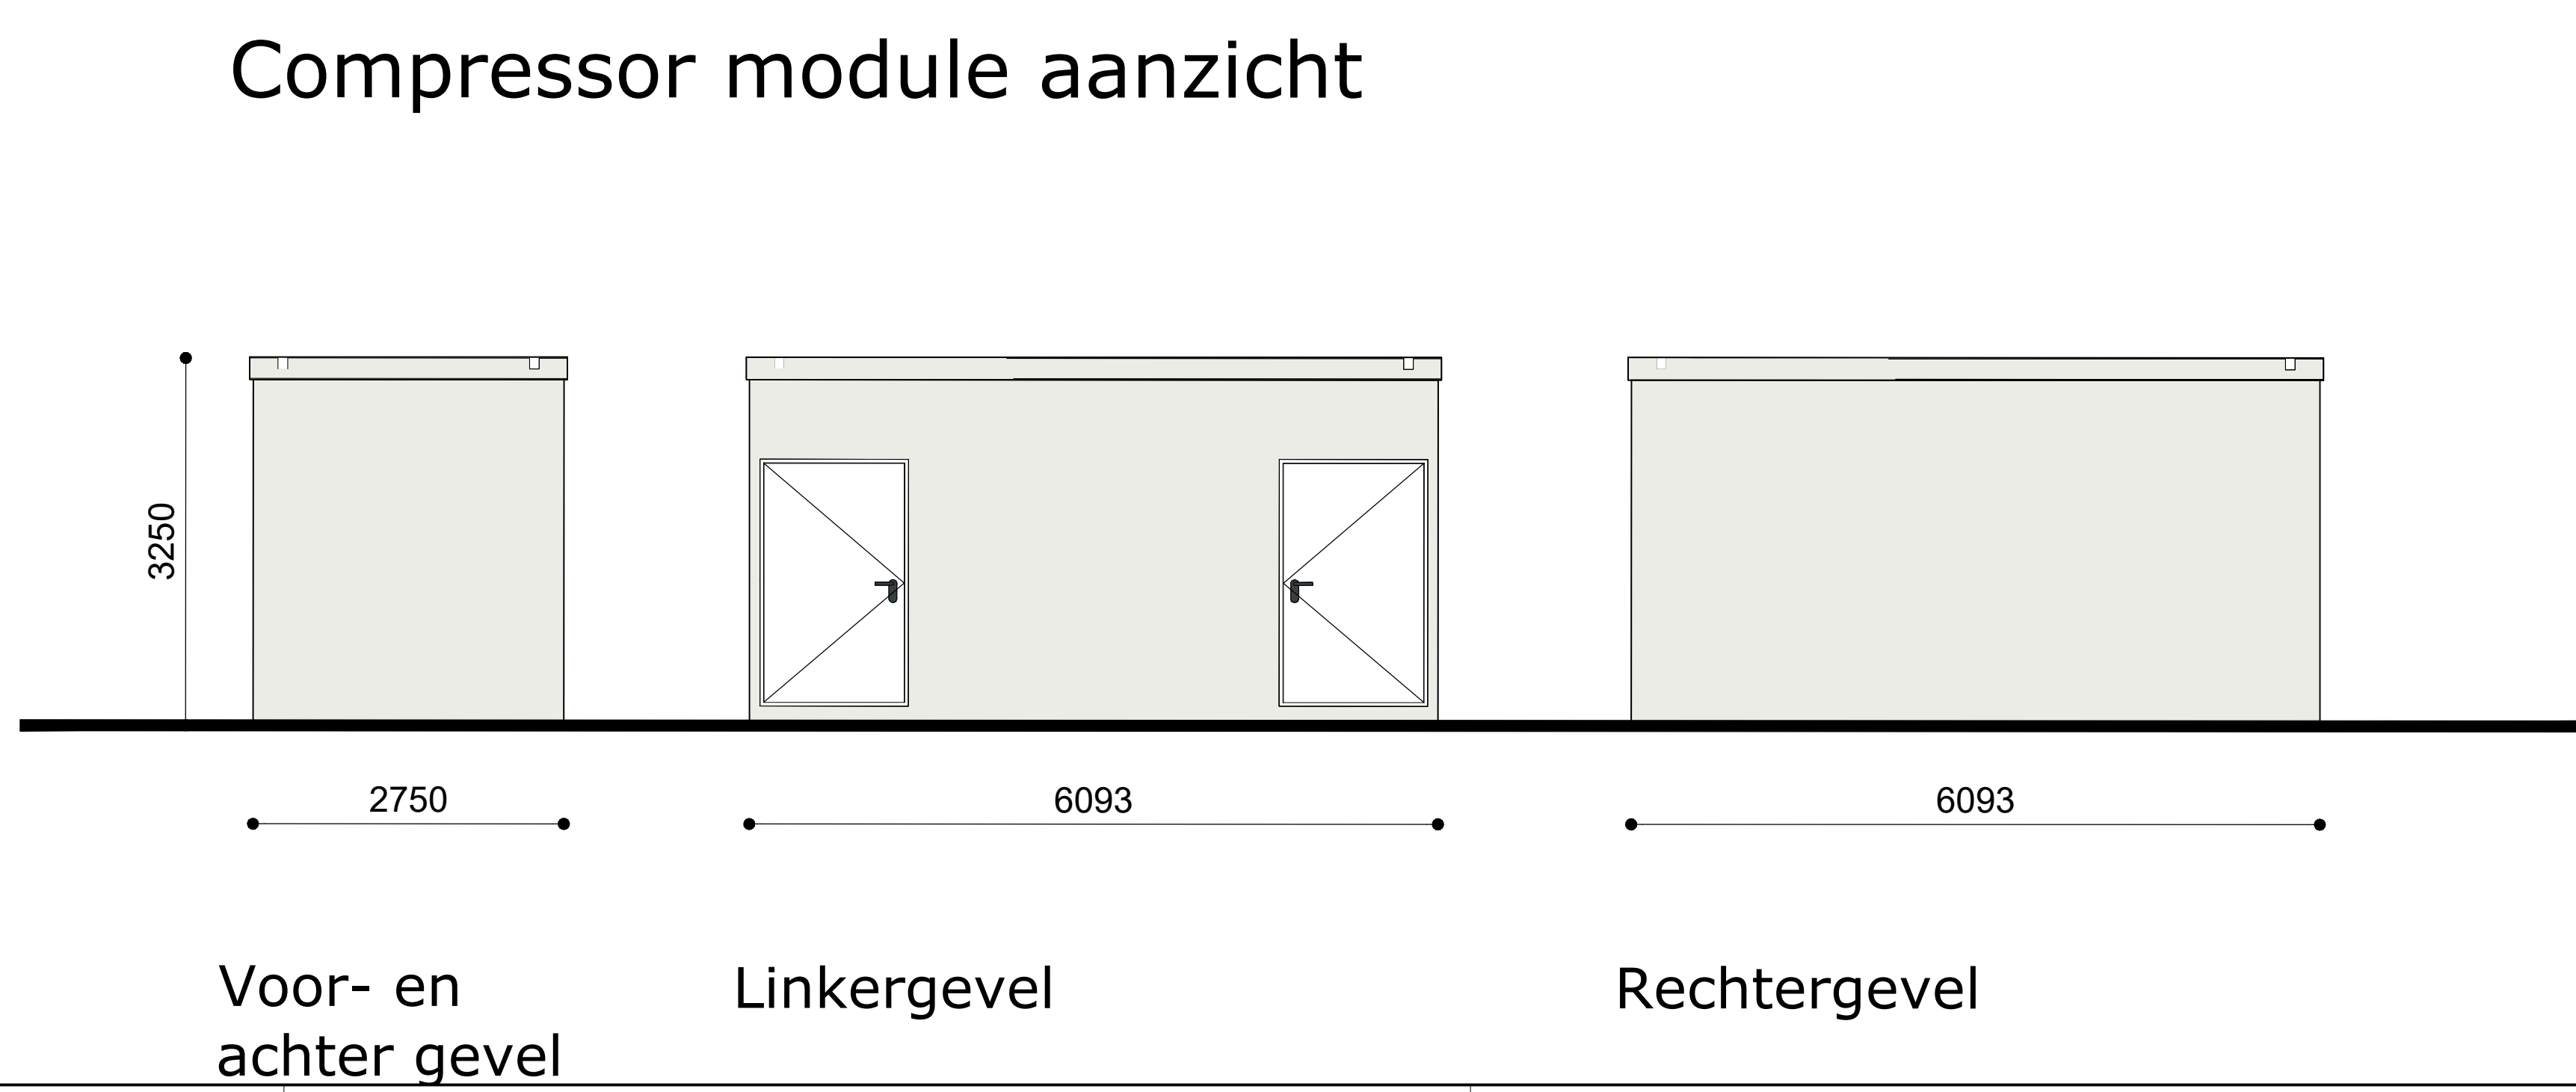 Compressor module aanzicht
3250
2750
6093
6093
Voor- en
achter gevel
Linkergevel
Rechtergevel